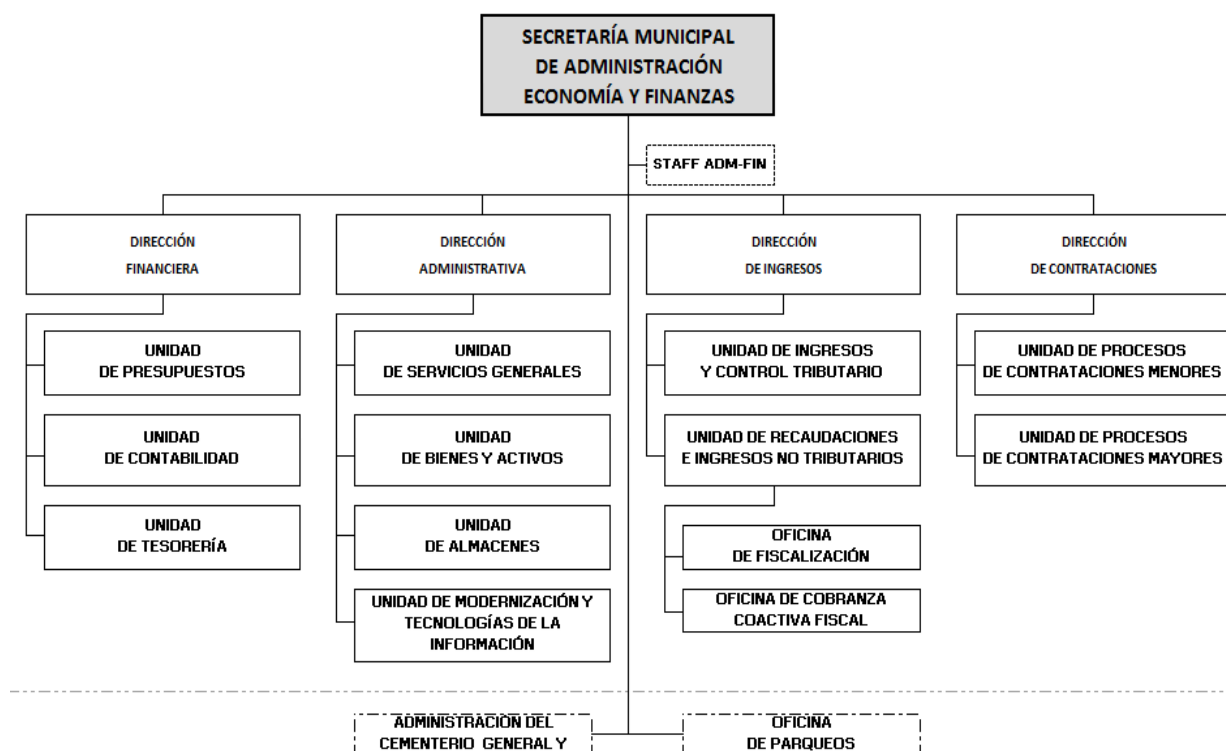 SECRETARÍA MUNICIPAL
DE ADMINISTRACIÓN
ECONOMÍA Y FINANZAS
STAFF ADM-FIN
DIRECCIÓN
FINANCIERA
DIRECCIÓN
ADMINISTRATIVA
DIRECCIÓN
DE INGRESOS
DIRECCIÓN
DE CONTRATACIONES
UNIDAD
DE PRESUPUESTOS
UNIDAD
DE SERVICIOS GENERALES
UNIDAD DE INGRESOS
Y CONTROL TRIBUTARIO
UNIDAD DE PROCESOS
DE CONTRATACIONES MENORES
UNIDAD
DE CONTABILIDAD
UNIDAD
DE BIENES Y ACTIVOS
UNIDAD DE RECAUDACIONES
E INGRESOS NO TRIBUTARIOS
UNIDAD DE PROCESOS
DE CONTRATACIONES MAYORES
UNIDAD
DE TESORERÍA
UNIDAD
DE ALMACENES
OFICINA
DE FISCALIZACIÓN
UNIDAD DE MODERNIZACIÓN Y
TECNOLOGÍAS DE LA
INFORMACIÓN
OFICINA DE COBRANZA
COACTIVA FISCAL
ADMINISTRACION DEL
CEMENTERIO GENERAL Y
OFICINA
DE PARQUEOS